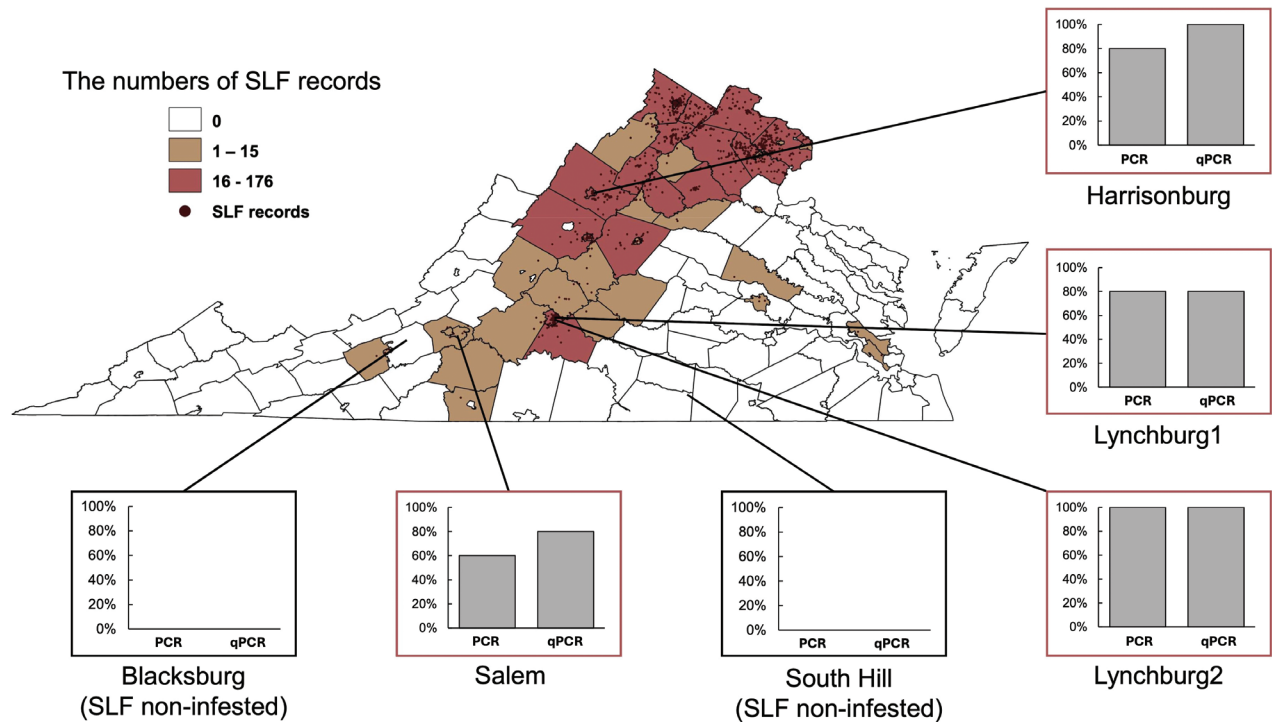 The numbers of SLF records
0
1 – 15
16 - 176
SLF records
100%
80%
60%
40%
20%
0%
PCR qPCR
Harrisonburg
100%
80%
60%
40%
20%
0%
PCR qPCR
Lynchburg1
100%
80%
60%
40%
20%
0%
PCR qPCR
Blacksburg
(SLF non-infested)
100%
80%
60%
40%
20%
0%
PCR qPCR
Salem
100%
80%
60%
40%
20%
0%
PCR qPCR
South Hill
(SLF non-infested)
100%
80%
60%
40%
20%
0%
PCR qPCR
Lynchburg2